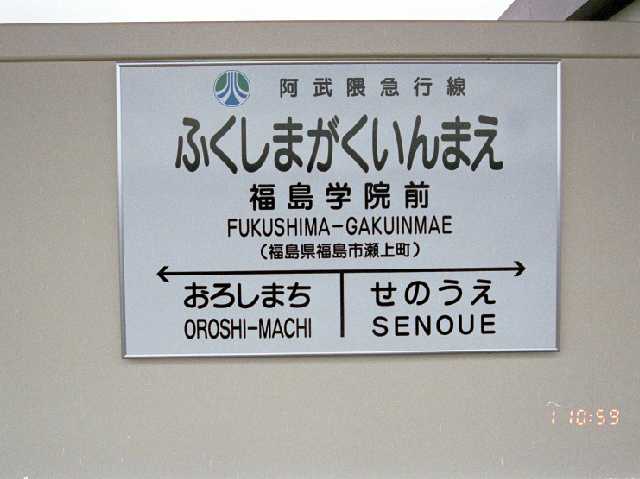 阿武隈急行線
ふくしまがくいんまえ
福島学院前
FUKUSHIMA-GAKUINMAE
(福島県福島市瀬上町)
おろしまち
OROSHI-MACHI
せのうえ
SENOUE
1 10:59